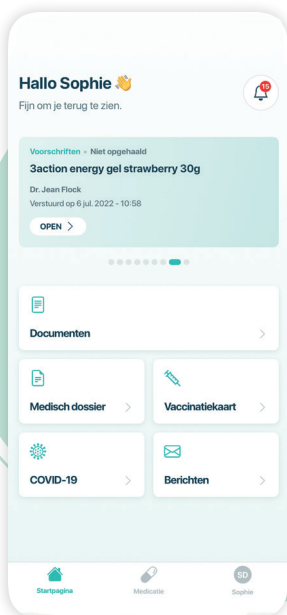 Hallo Sophie 👋
15
Fijn om je terug te zien.
Voorschriften • Niet opgehaald
3action energy gel strawberry 30g
Dr. Jean Flock
Verstuurd op 6 jul. 2022 - 10:58
OPEN
Documenten
Medisch dossier
Vaccinatiekaart
COVID-19
Berichten
SD
Startpagina
Medicatie
Sophie